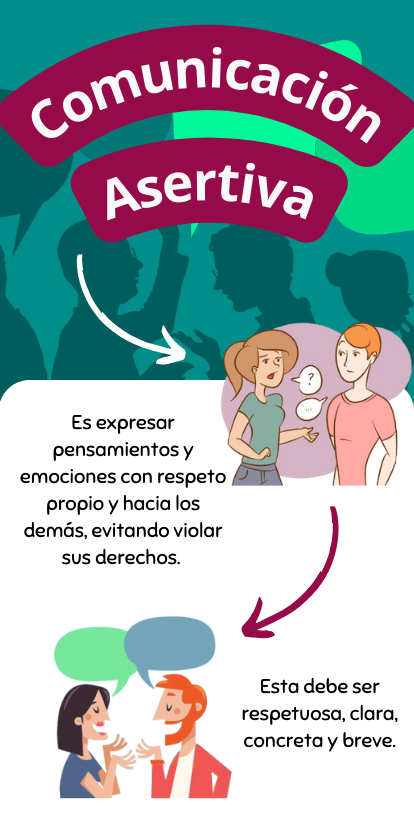 Comunicación
Asertiva
?
...
Es expresar
pensamientos y
emociones con respeto
propio y hacia los
demás, evitando violar
sus derechos.
Esta debe ser
respetuosa, clara,
concreta y breve.